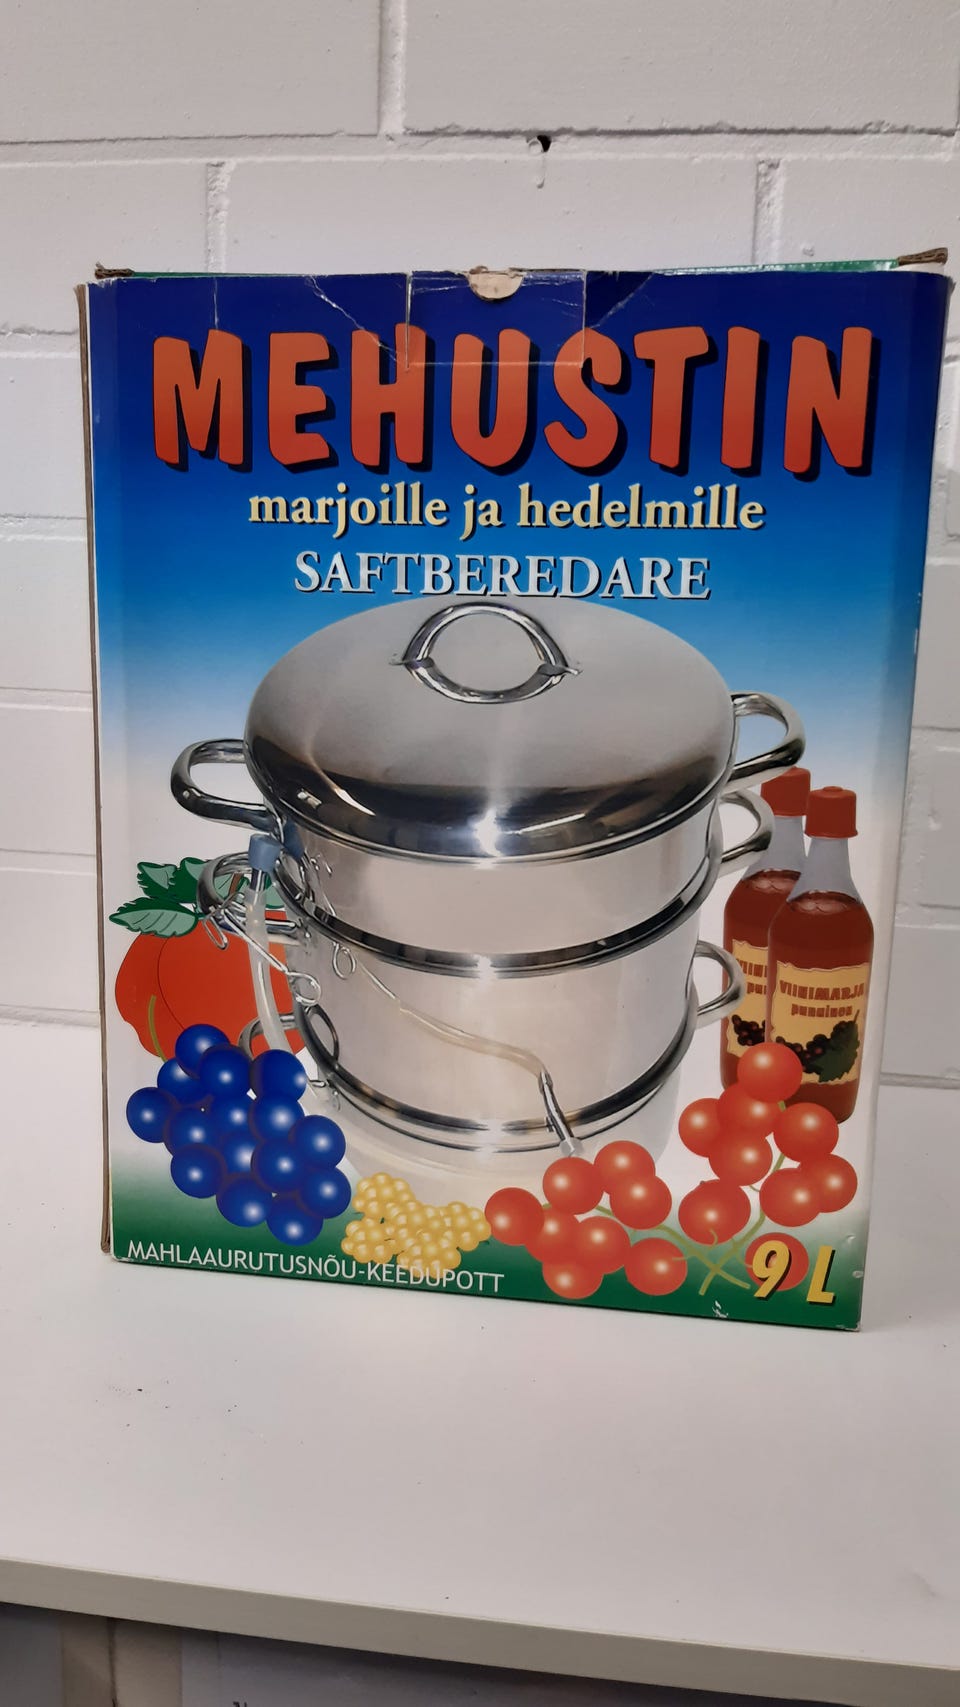 MEHUSTIN
marjoille ja hedelmille
SAFTBEREDARE
VIINIMARJA
punainen
MAHLAAURUTUSNÕU-KEEDUPOTT
9 L